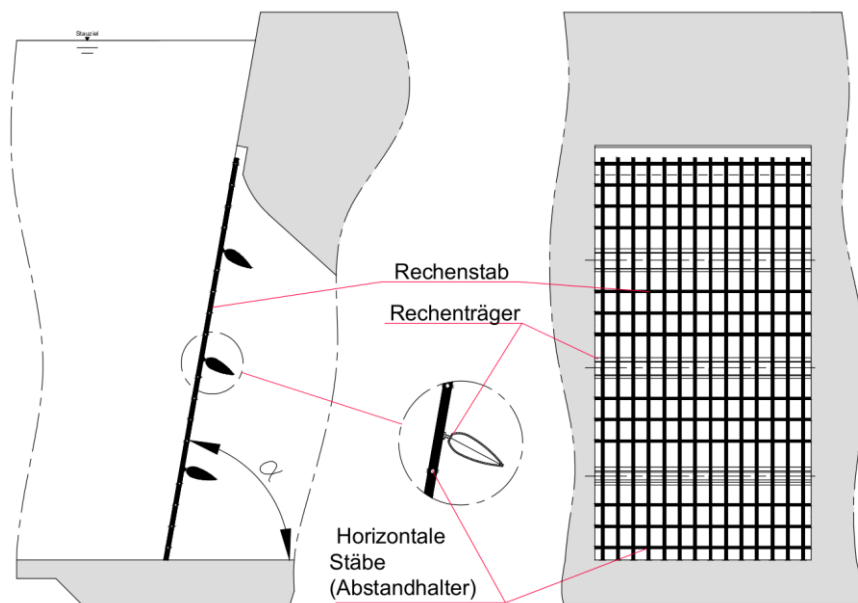 Stauziel
Rechenstab
Rechenträger
α
Horizontale
Stäbe
(Abstandhalter)